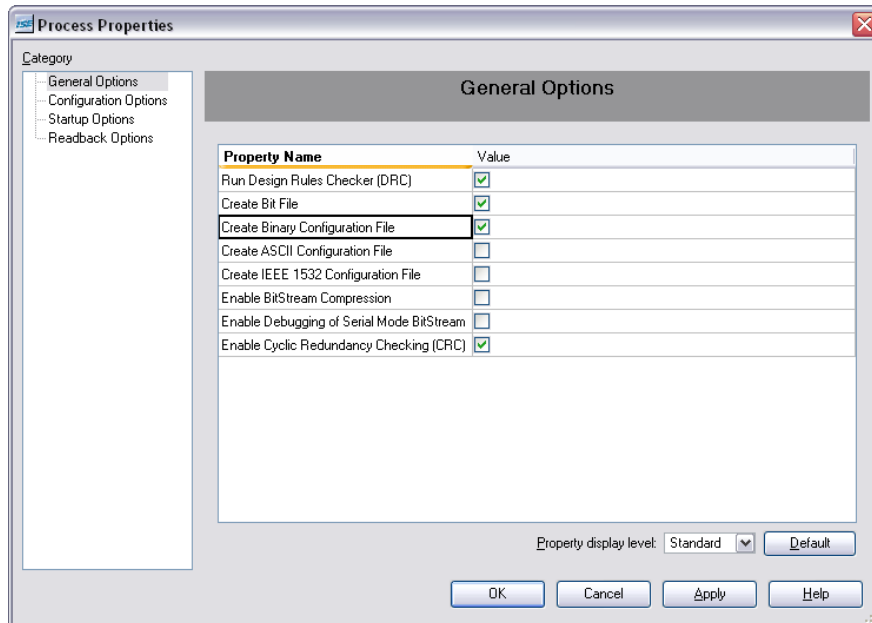 ISE Process Properties
Category
General Options
Configuration Options
Startup Options
Readback Options
General Options
Property Name Value
Run Design Rules Checker (DRC)
Create Bit File
Create Binary Configuration File
Create ASCII Configuration File
Create IEEE 1532 Configuration File
Enable BitStream Compression
Enable Debugging of Serial Mode BitStream
Enable Cyclic Redundancy Checking (CRC)
Property display level: Standard Default
OK Cancel Apply Help